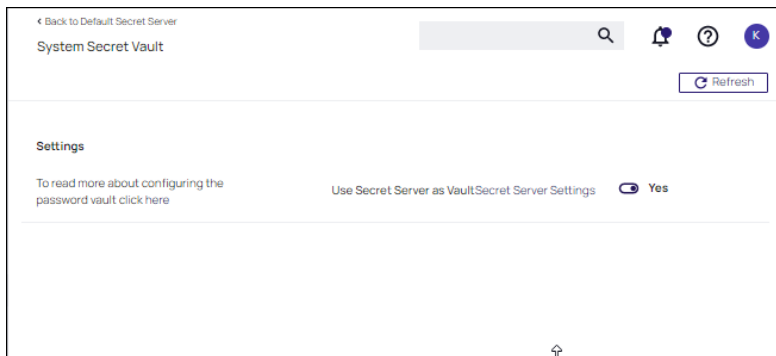 Back to Default Secret Server
System Secret Vault
K
Refresh
Settings
To read more about configuring the
password vault click here
Use Secret Server as VaultSecret Server Settings
Yes